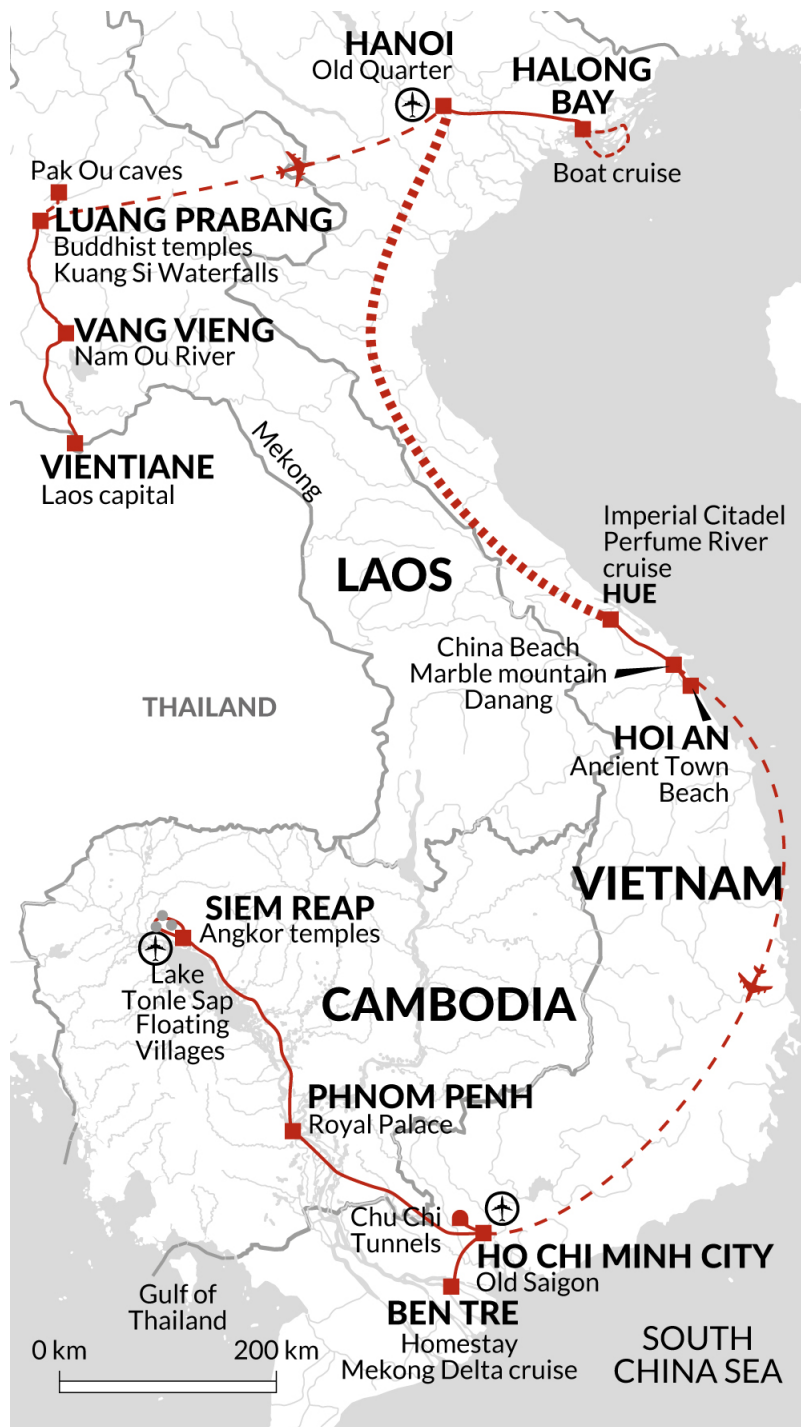 HANOI
Old Quarter
HALONG
BAY
Boat cruise
Pak Ou caves
LUANG PRABANG
Buddhist temples
Kuang Si Waterfalls
VANG VIENG
Nam Ou River
VIENTIANE
Laos capital
Mekong
Imperial Citadel
Perfume River
cruise
HUE
LAOS
China Beach
Marble mountain
Danang
THAILAND
HOI AN
Ancient Town
Beach
VIETNAM
SIEM REAP
Angkor temples
Lake
Tonle Sap
Floating
Villages
CAMBODIA
PHNOM PENH
Royal Palace
Chu Chi
Tunnels
HO CHI MINH CITY
Old Saigon
BEN TRE
Homestay
Mekong Delta cruise
Gulf of
Thailand
SOUTH
CHINA SEA
0 km 200 km